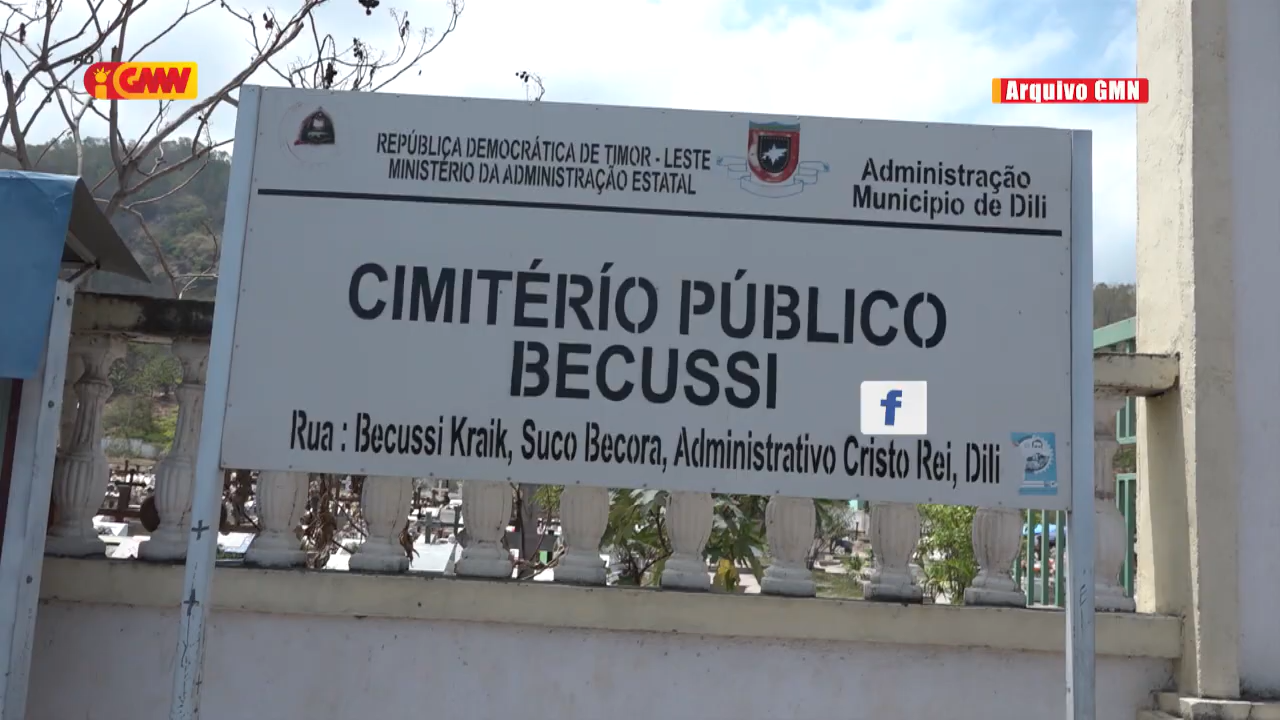 GMN
Arquivo GMN
REPÚBLICA DEMOCRÁTICA DE TIMOR - LESTE
MINISTÉRIO DA ADMINISTRAÇÃO ESTATAL
Administração
Municipio de Dili
CIMITÉRÍO PÚBLICO
BECUSSI
f
Rua : Becussi Kraik, Suco Becora, Administrativo Cristo Rei, Dili